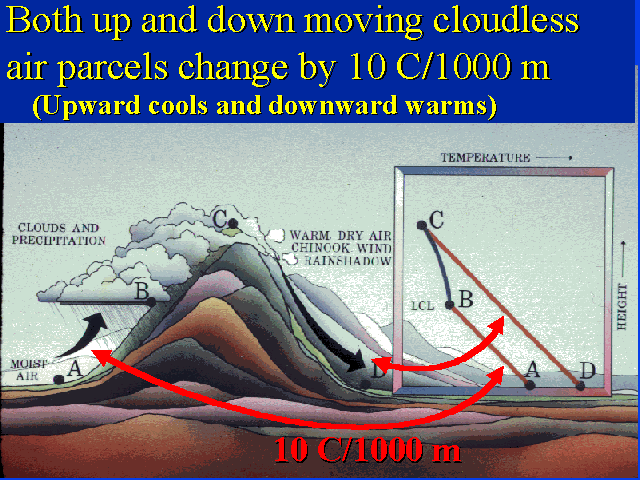 Both up and down moving cloudless
air parcels change by 10 C/1000 m
(Upward cools and downward warms)
TEMPERATURE
CLOUDS AND
PRECIPITATION
C
WARM, DRY AIR
CHINOOK WIND
RAINSHADOW
C
HEIGHT
B
LCL
B
MOIST
AIR
A
D
A
D
10 C/1000 m